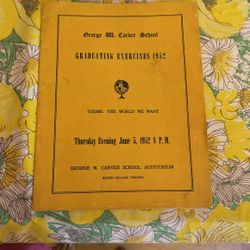 George W. Carver School
GRADUATING EXERCISES 1952
THEME: THE WORLD WE WANT
Thursday Evening June 5, 1952 8 P. M.
GEORGE W. CARVER SCHOOL AUDITORIUM
VIRGINIA